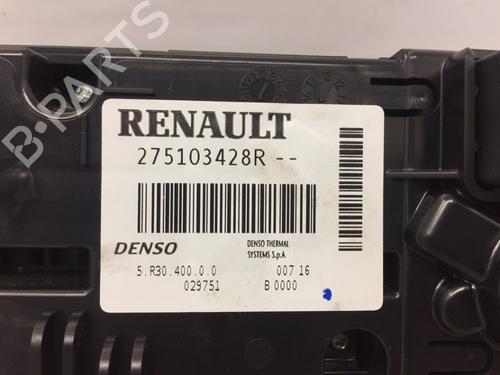 B-PARTS
RENAULT
275103428R --
DENSO
DENSO THERMAL
SYSTEMS S.p.A
5.R30.400.0.0 007 16
029751 B 0000